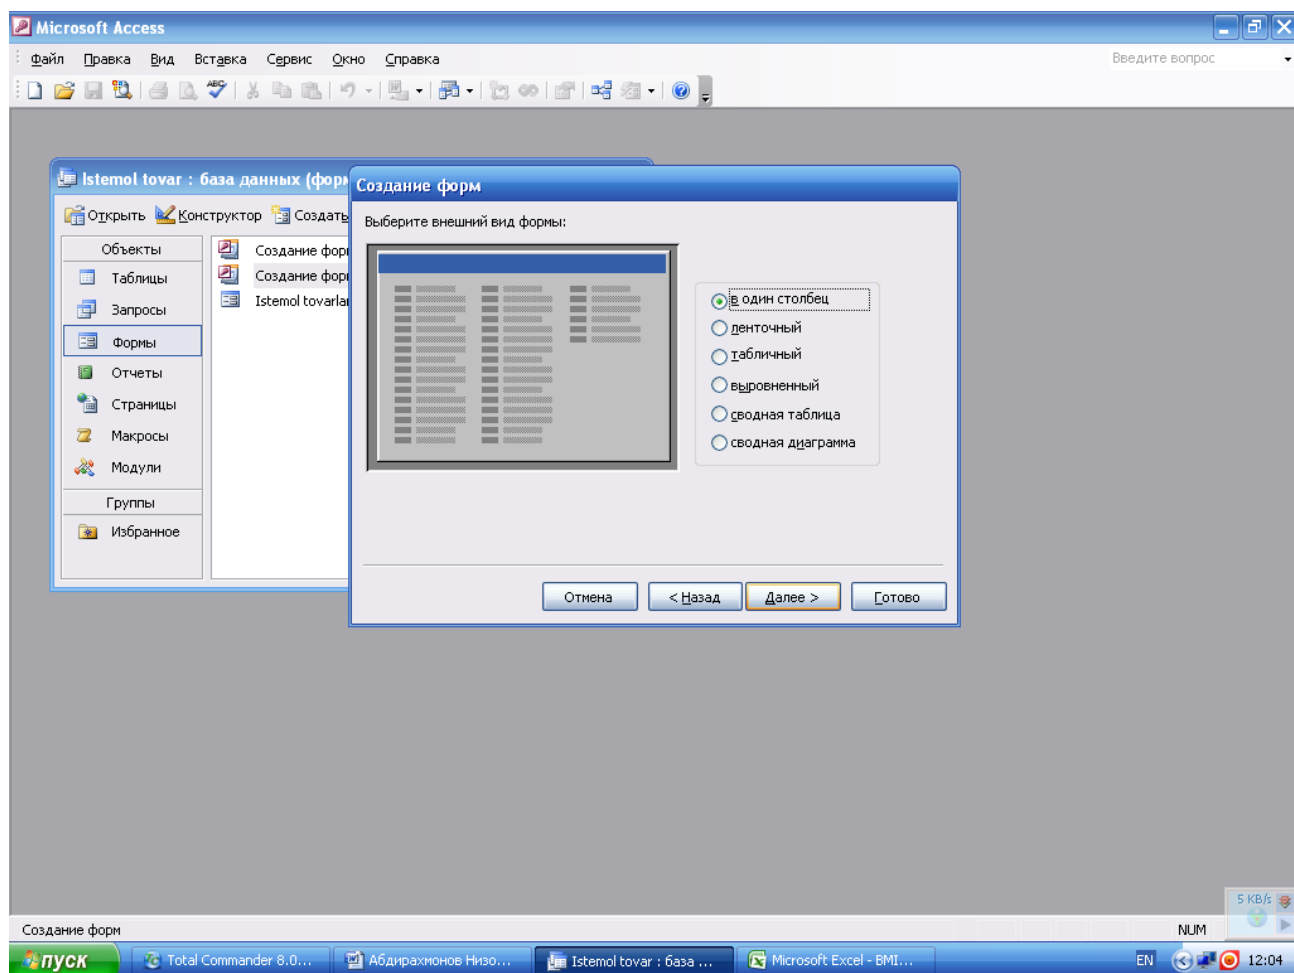 Microsoft Access
Файл Правка Вид Вставка Сервис Окно Справка Введите вопрос
Istemol tovar : база данных (форм
Открыть Конструктор Создать
Объекты
Таблицы
Запросы
Формы
Отчеты
Страницы
Макросы
Модули
Группы
Избранное
Создание фор
Создание фор
Istemol tovarla
Создание форм
Выберите внешний вид формы:
в один столбец
ленточный
табличный
выровненный
сводная таблица
сводная диаграмма
Отмена < Назад Далее > Готово
5 KB/s
Создание форм NUM
пуск Total Commander 8.0... Абдирахмонов Низо... Istemol tovar : база ... Microsoft Excel - BMI... EN 12:04